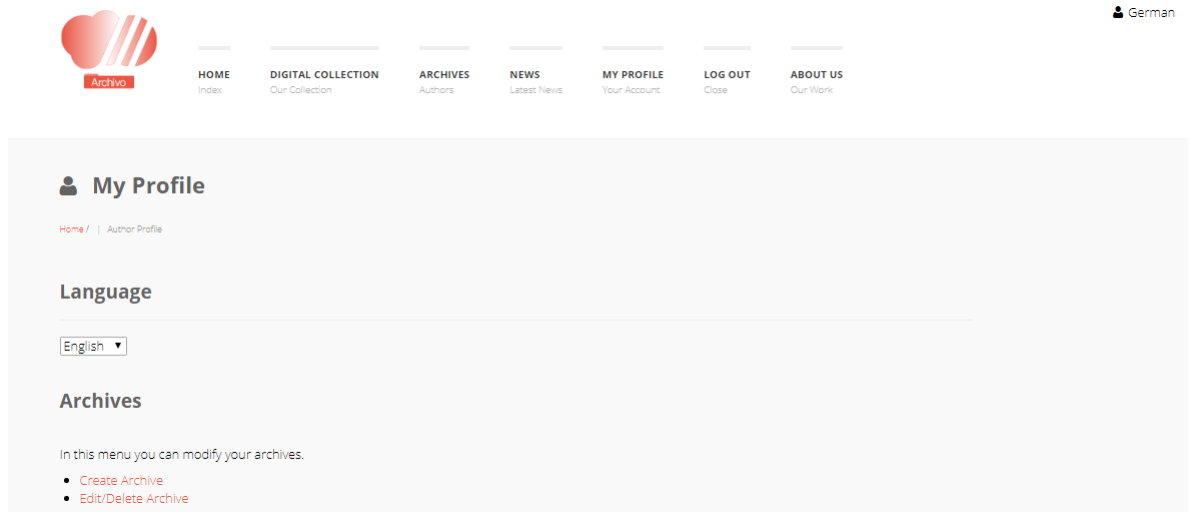 German
Archivo
HOME DIGITAL COLLECTION ARCHIVES NEWS MY PROFILE LOG OUT ABOUT US
Index Our Collection Authors Latest News Your Account Close Our Work
My Profile
Home / | Author Profile
Language
English
Archives
In this menu you can modify your archives.
Create Archive
Edit/Delete Archive